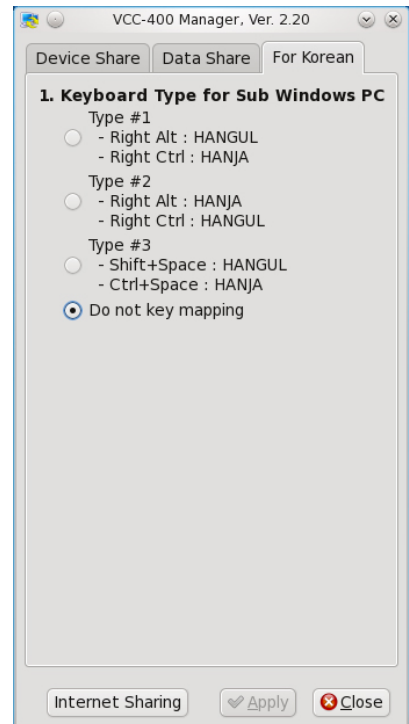 VCC-400 Manager, Ver. 2.20
Device Share Data Share For Korean
1. Keyboard Type for Sub Windows PC
Type #1
- Right Alt : HANGUL
- Right Ctrl : HANJA
Type #2
- Right Alt : HANJA
- Right Ctrl : HANGUL
Type #3
- Shift+Space : HANGUL
- Ctrl+Space : HANJA
Do not key mapping
Internet Sharing Apply Close